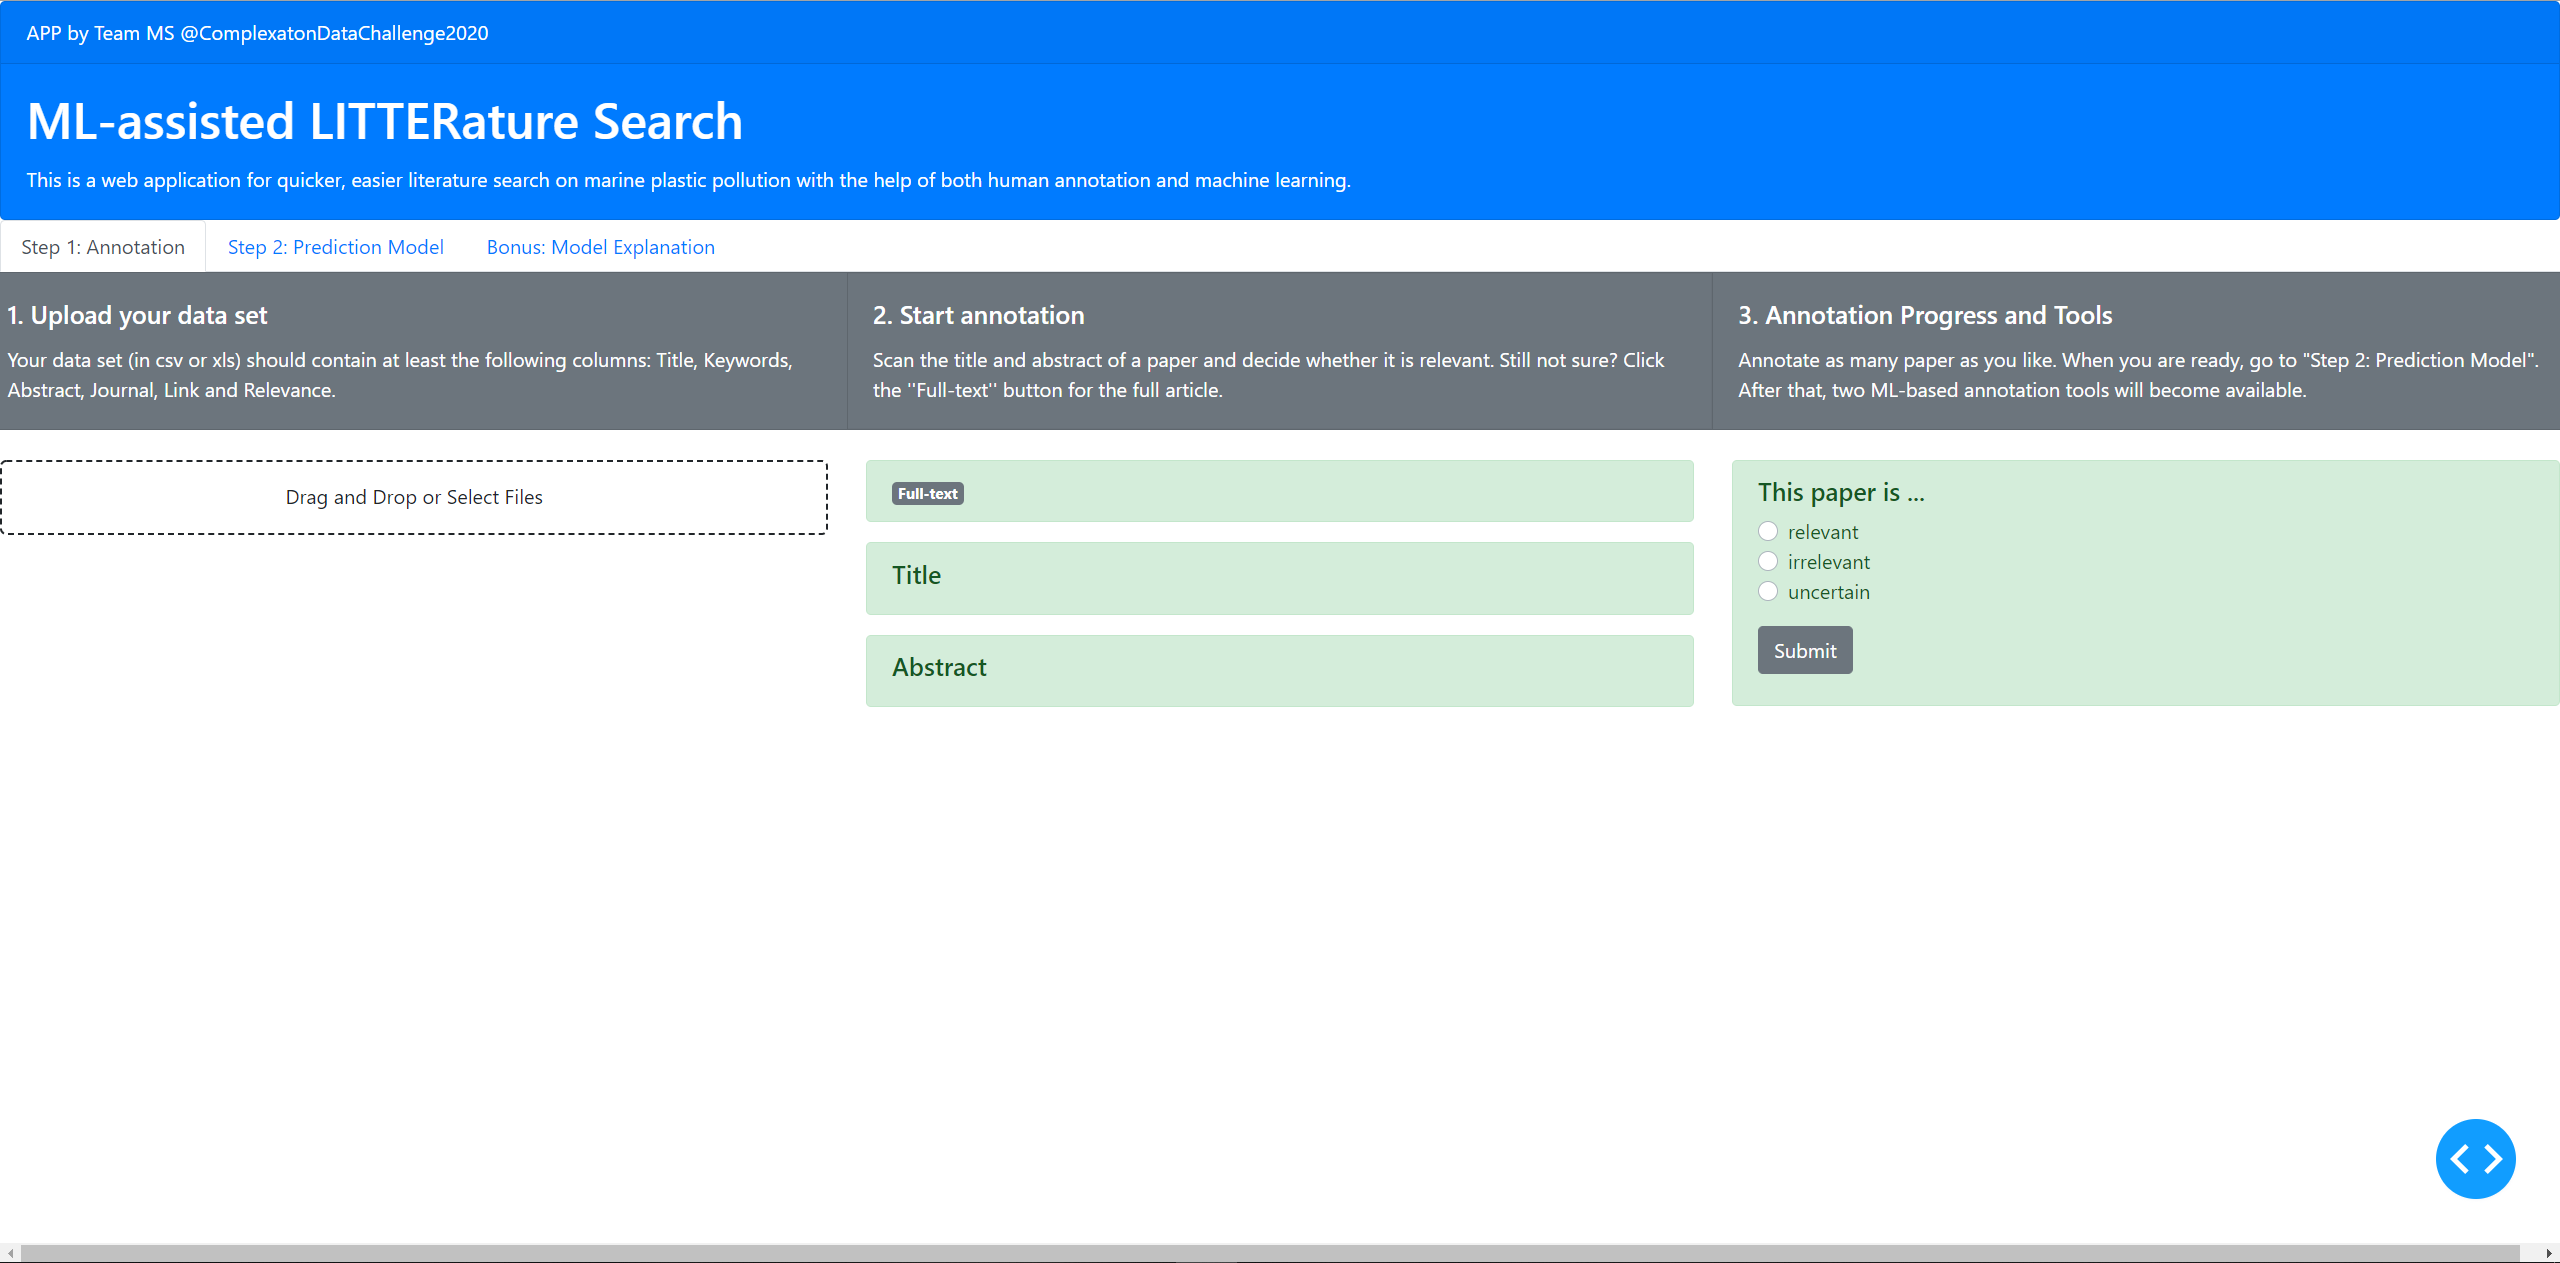 APP by Team MS @ComplexatonDataChallenge2020
ML-assisted LITTERature Search
This is a web application for quicker, easier literature search on marine plastic pollution with the help of both human annotation and machine learning.
Step 1: Annotation
Step 2: Prediction Model
Bonus: Model Explanation
1. Upload your data set
Your data set (in csv or xls) should contain at least the following columns: Title, Keywords,
Abstract, Journal, Link and Relevance.
2. Start annotation
Scan the title and abstract of a paper and decide whether it is relevant. Still not sure? Click
the ''Full-text'' button for the full article.
3. Annotation Progress and Tools
Annotate as many paper as you like. When you are ready, go to "Step 2: Prediction Model".
After that, two ML-based annotation tools will become available.
Drag and Drop or Select Files
Full-text
Title
Abstract
This paper is ...
relevant
irrelevant
uncertain
Submit